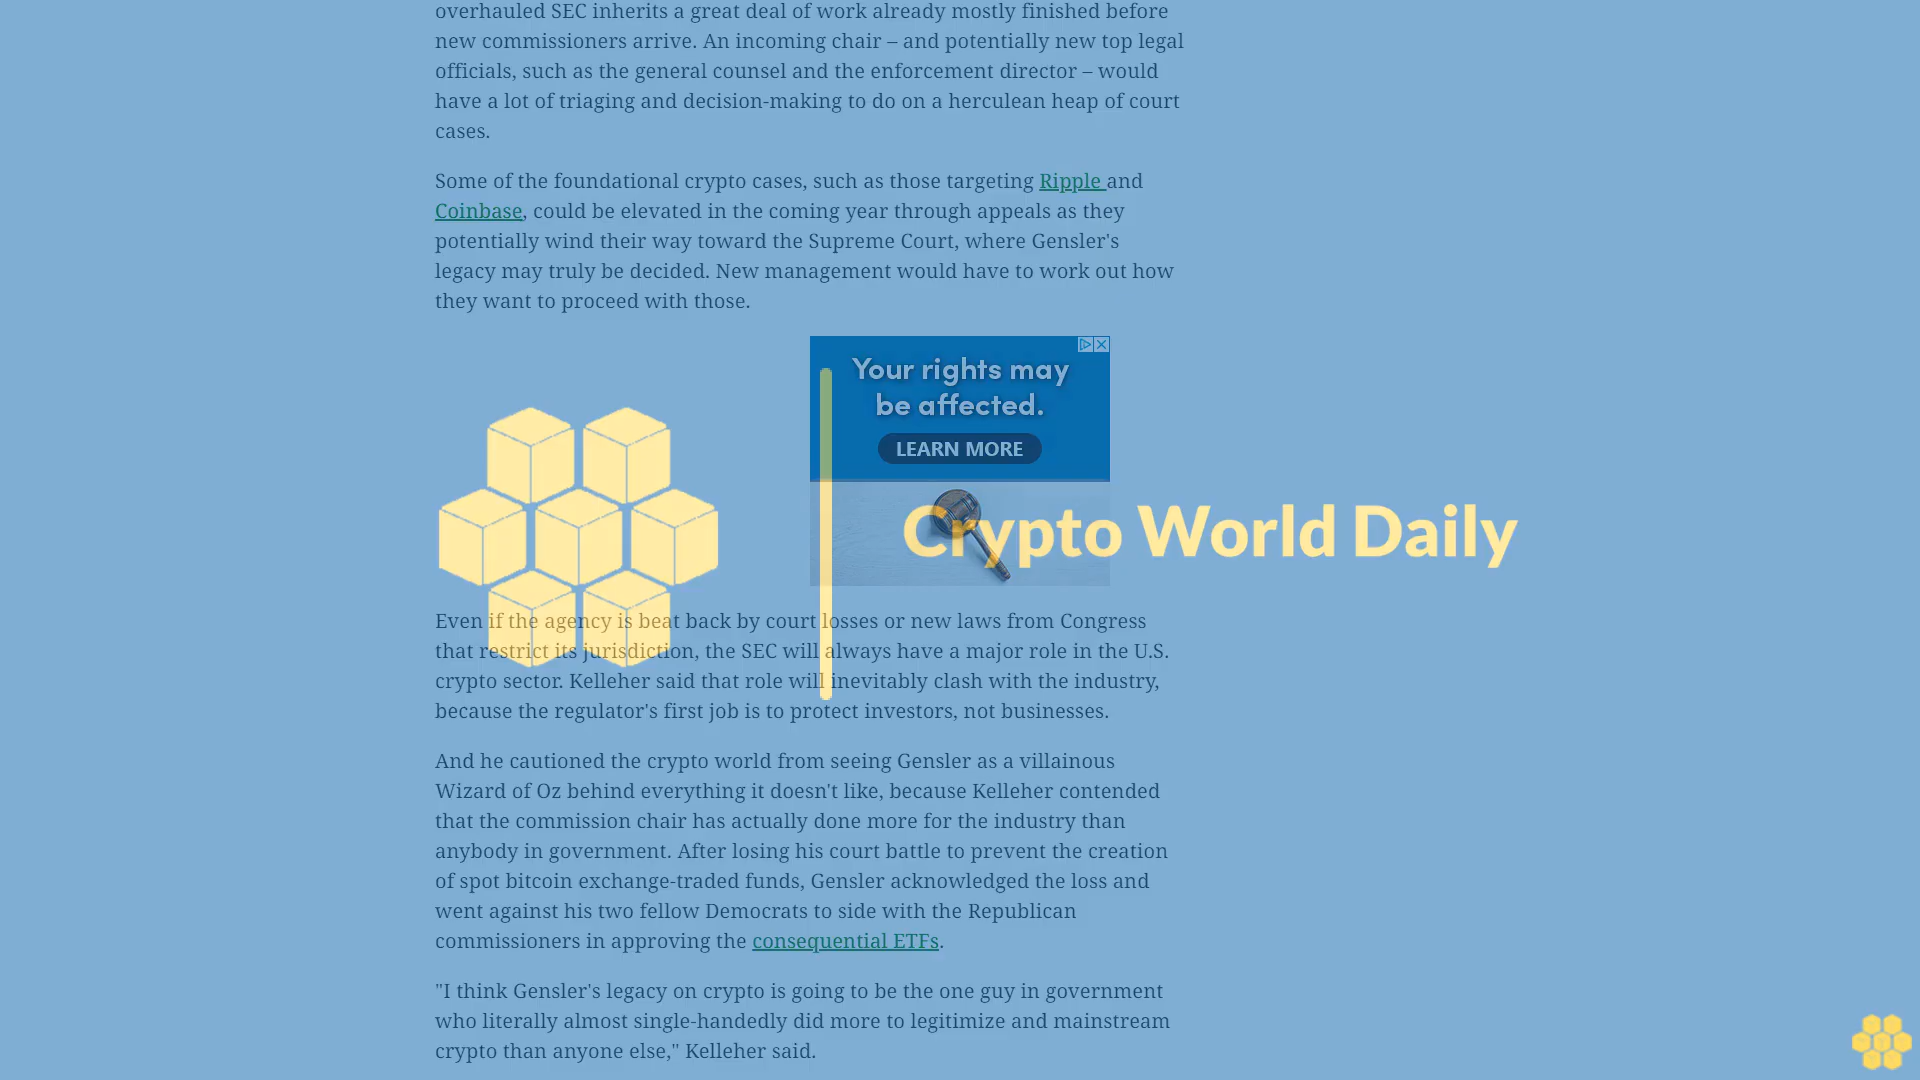 overhauled SEC inherits a great deal of work already mostly finished before
new commissioners arrive. An incoming chair – and potentially new top legal
officials, such as the general counsel and the enforcement director – would
have a lot of triaging and decision-making to do on a herculean heap of court
cases.
Some of the foundational crypto cases, such as those targeting Ripple and
Coinbase, could be elevated in the coming year through appeals as they
potentially wind their way toward the Supreme Court, where Gensler's
legacy may truly be decided. New management would have to work out how
they want to proceed with those.
Your rights may
be affected.
LEARN MORE
Crypto World Daily
Even if the agency is beat back by court losses or new laws from Congress
that restrict its jurisdiction, the SEC will always have a major role in the U.S.
crypto sector. Kelleher said that role will inevitably clash with the industry,
because the regulator's first job is to protect investors, not businesses.
And he cautioned the crypto world from seeing Gensler as a villainous
Wizard of Oz behind everything it doesn't like, because Kelleher contended
that the commission chair has actually done more for the industry than
anybody in government. After losing his court battle to prevent the creation
of spot bitcoin exchange-traded funds, Gensler acknowledged the loss and
went against his two fellow Democrats to side with the Republican
commissioners in approving the consequential ETFs.
"I think Gensler's legacy on crypto is going to be the one guy in government
who literally almost single-handedly did more to legitimize and mainstream
crypto than anyone else," Kelleher said.